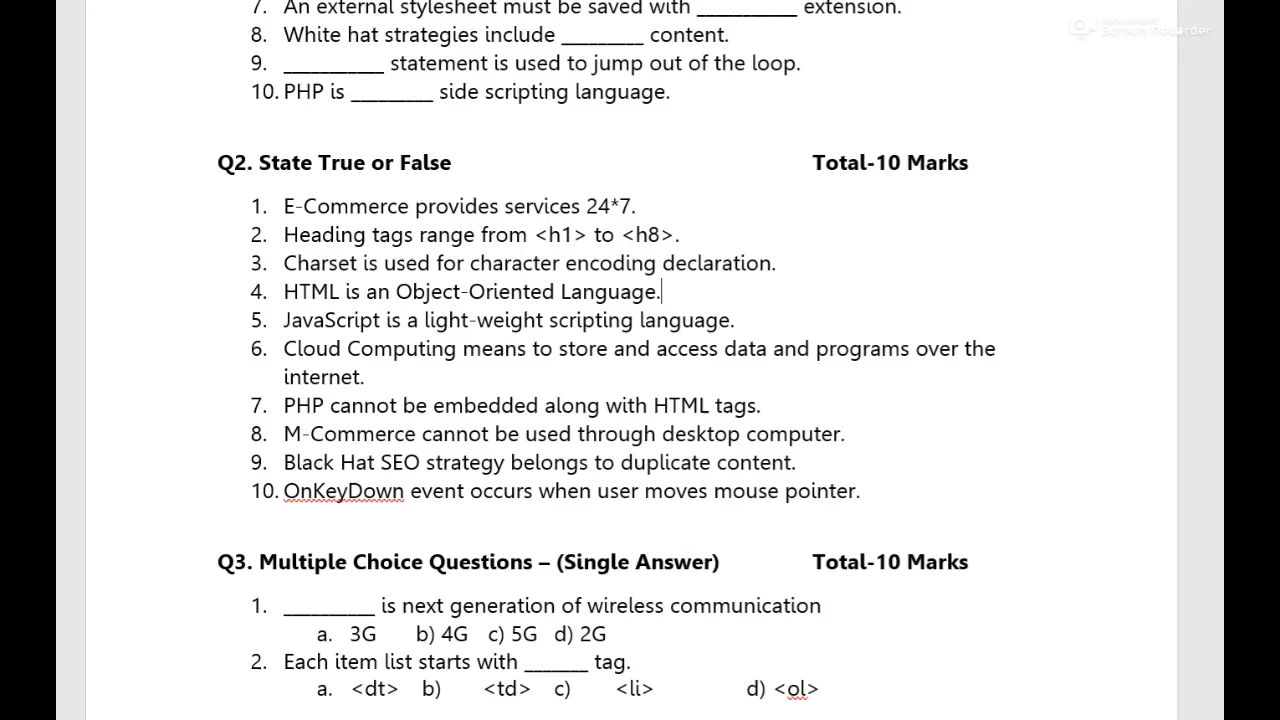 7. An external stylesheet must be saved with ___________ extension.
8. White hat strategies include _________ content.
9. ___________ statement is used to jump out of the loop.
10. PHP is _________ side scripting language.
Q2. State True or False Total-10 Marks
1. E-Commerce provides services 24*7.
2. Heading tags range from <h1> to <h8>.
3. Charset is used for character encoding declaration.
4. HTML is an Object-Oriented Language.
5. JavaScript is a light-weight scripting language.
6. Cloud Computing means to store and access data and programs over the
internet.
7. PHP cannot be embedded along with HTML tags.
8. M-Commerce cannot be used through desktop computer.
9. Black Hat SEO strategy belongs to duplicate content.
10. OnKeyDown event occurs when user moves mouse pointer.
Q3. Multiple Choice Questions – (Single Answer) Total-10 Marks
1. __________ is next generation of wireless communication
a. 3G b) 4G c) 5G d) 2G
2. Each item list starts with _______ tag.
a. <dt> b) <td> c) <li> d) <ol>
Screen Recorder